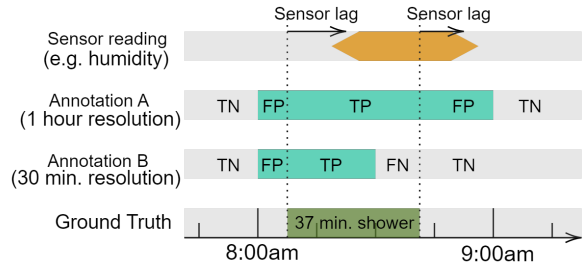 Sensor lag Sensor lag
Sensor reading
(e.g. humidity)
Annotation A
(1 hour resolution)
TN FP TP FP TN
Annotation B
(30 min. resolution)
TN FP TP FN TN
Ground Truth
37 min. shower
8:00am 9:00am